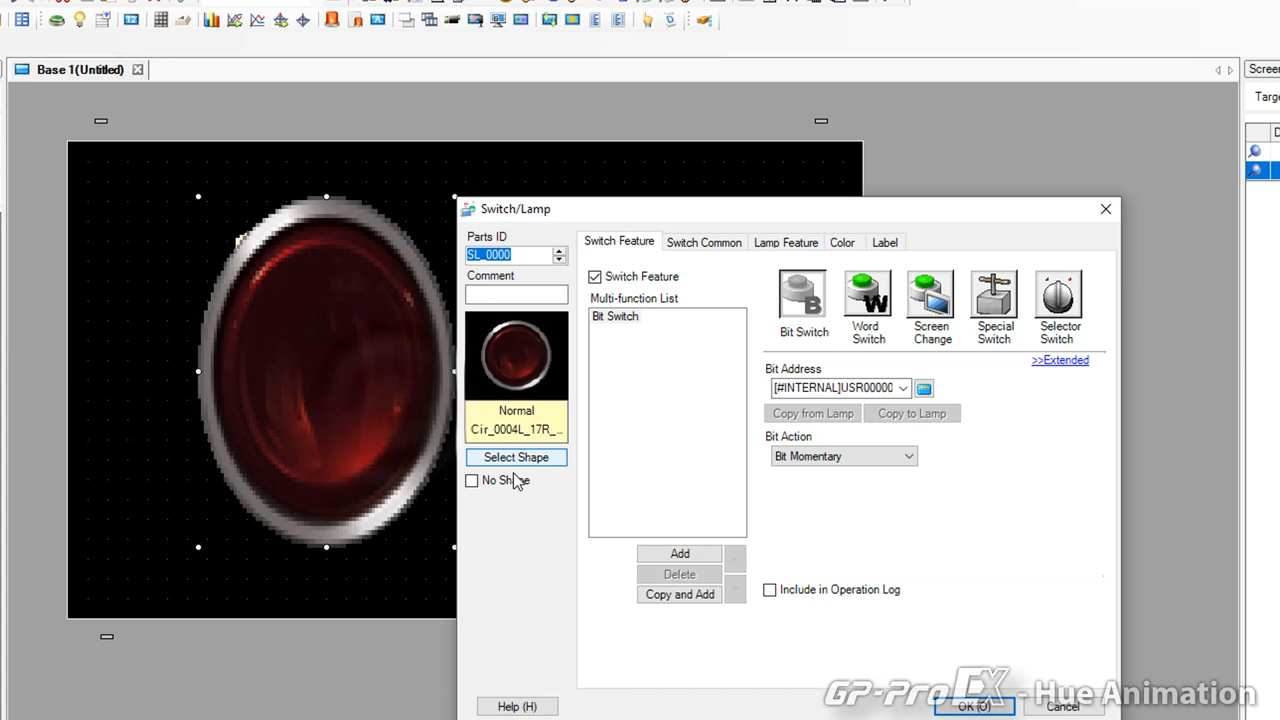 Base 1(Untitled)
Screen
Target
D
Switch/Lamp
Parts ID
SL_0000
Comment
Normal
Cir_0004L_17R_...
Select Shape
No Shape
Switch Feature
Switch Common
Lamp Feature
Color
Label
Switch Feature
Multi-function List
Bit Switch
Add
Delete
Copy and Add
B
Bit Switch
W
Word Switch
Screen Change
Special Switch
Selector Switch
>>Extended
Bit Address
[#INTERNAL]USR00000
Copy from Lamp
Copy to Lamp
Bit Action
Bit Momentary
Include in Operation Log
Help (H)
OK (O)
Cancel
GP-Pro EX - Hue Animation